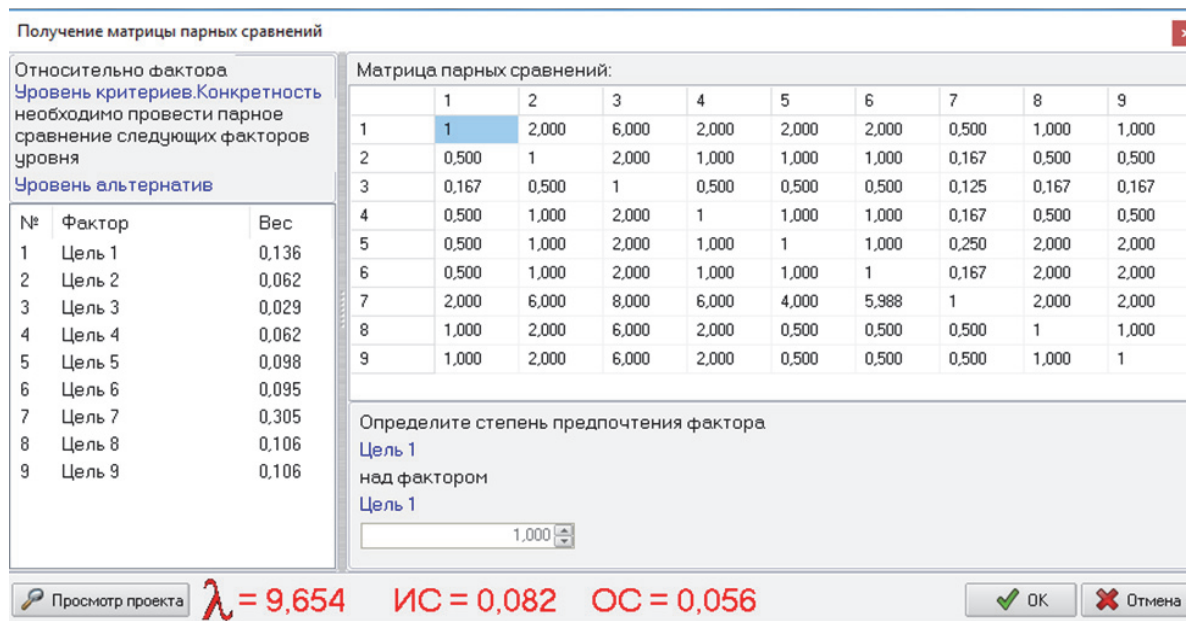 Получение матрицы парных сравнений
Относительно фактора
Уровень критериев.Конкретность
необходимо провести парное
сравнение следующих факторов
уровня
Уровень альтернатив
№ Фактор Вес
1 Цель 1 0,136
2 Цель 2 0,062
3 Цель 3 0,029
4 Цель 4 0,062
5 Цель 5 0,098
6 Цель 6 0,095
7 Цель 7 0,305
8 Цель 8 0,106
9 Цель 9 0,106
Матрица парных сравнений:
1 2 3 4 5 6 7 8 9
1 1 2,000 6,000 2,000 2,000 2,000 0,500 1,000 1,000
2 0,500 1 2,000 1,000 1,000 1,000 0,167 0,500 0,500
3 0,167 0,500 1 0,500 0,500 0,500 0,125 0,167 0,167
4 0,500 1,000 2,000 1 1,000 1,000 0,167 0,500 0,500
5 0,500 1,000 2,000 1,000 1 1,000 0,250 2,000 2,000
6 0,500 1,000 2,000 1,000 1,000 1 0,167 2,000 2,000
7 2,000 6,000 8,000 6,000 4,000 5,988 1 2,000 2,000
8 1,000 2,000 6,000 2,000 0,500 0,500 0,500 1 1,000
9 1,000 2,000 6,000 2,000 0,500 0,500 0,500 1,000 1
Определите степень предпочтения фактора
Цель 1
над фактором
Цель 1
1,000
Просмотр проекта λ = 9,654 ИС = 0,082 ОС = 0,056 OK Отмена